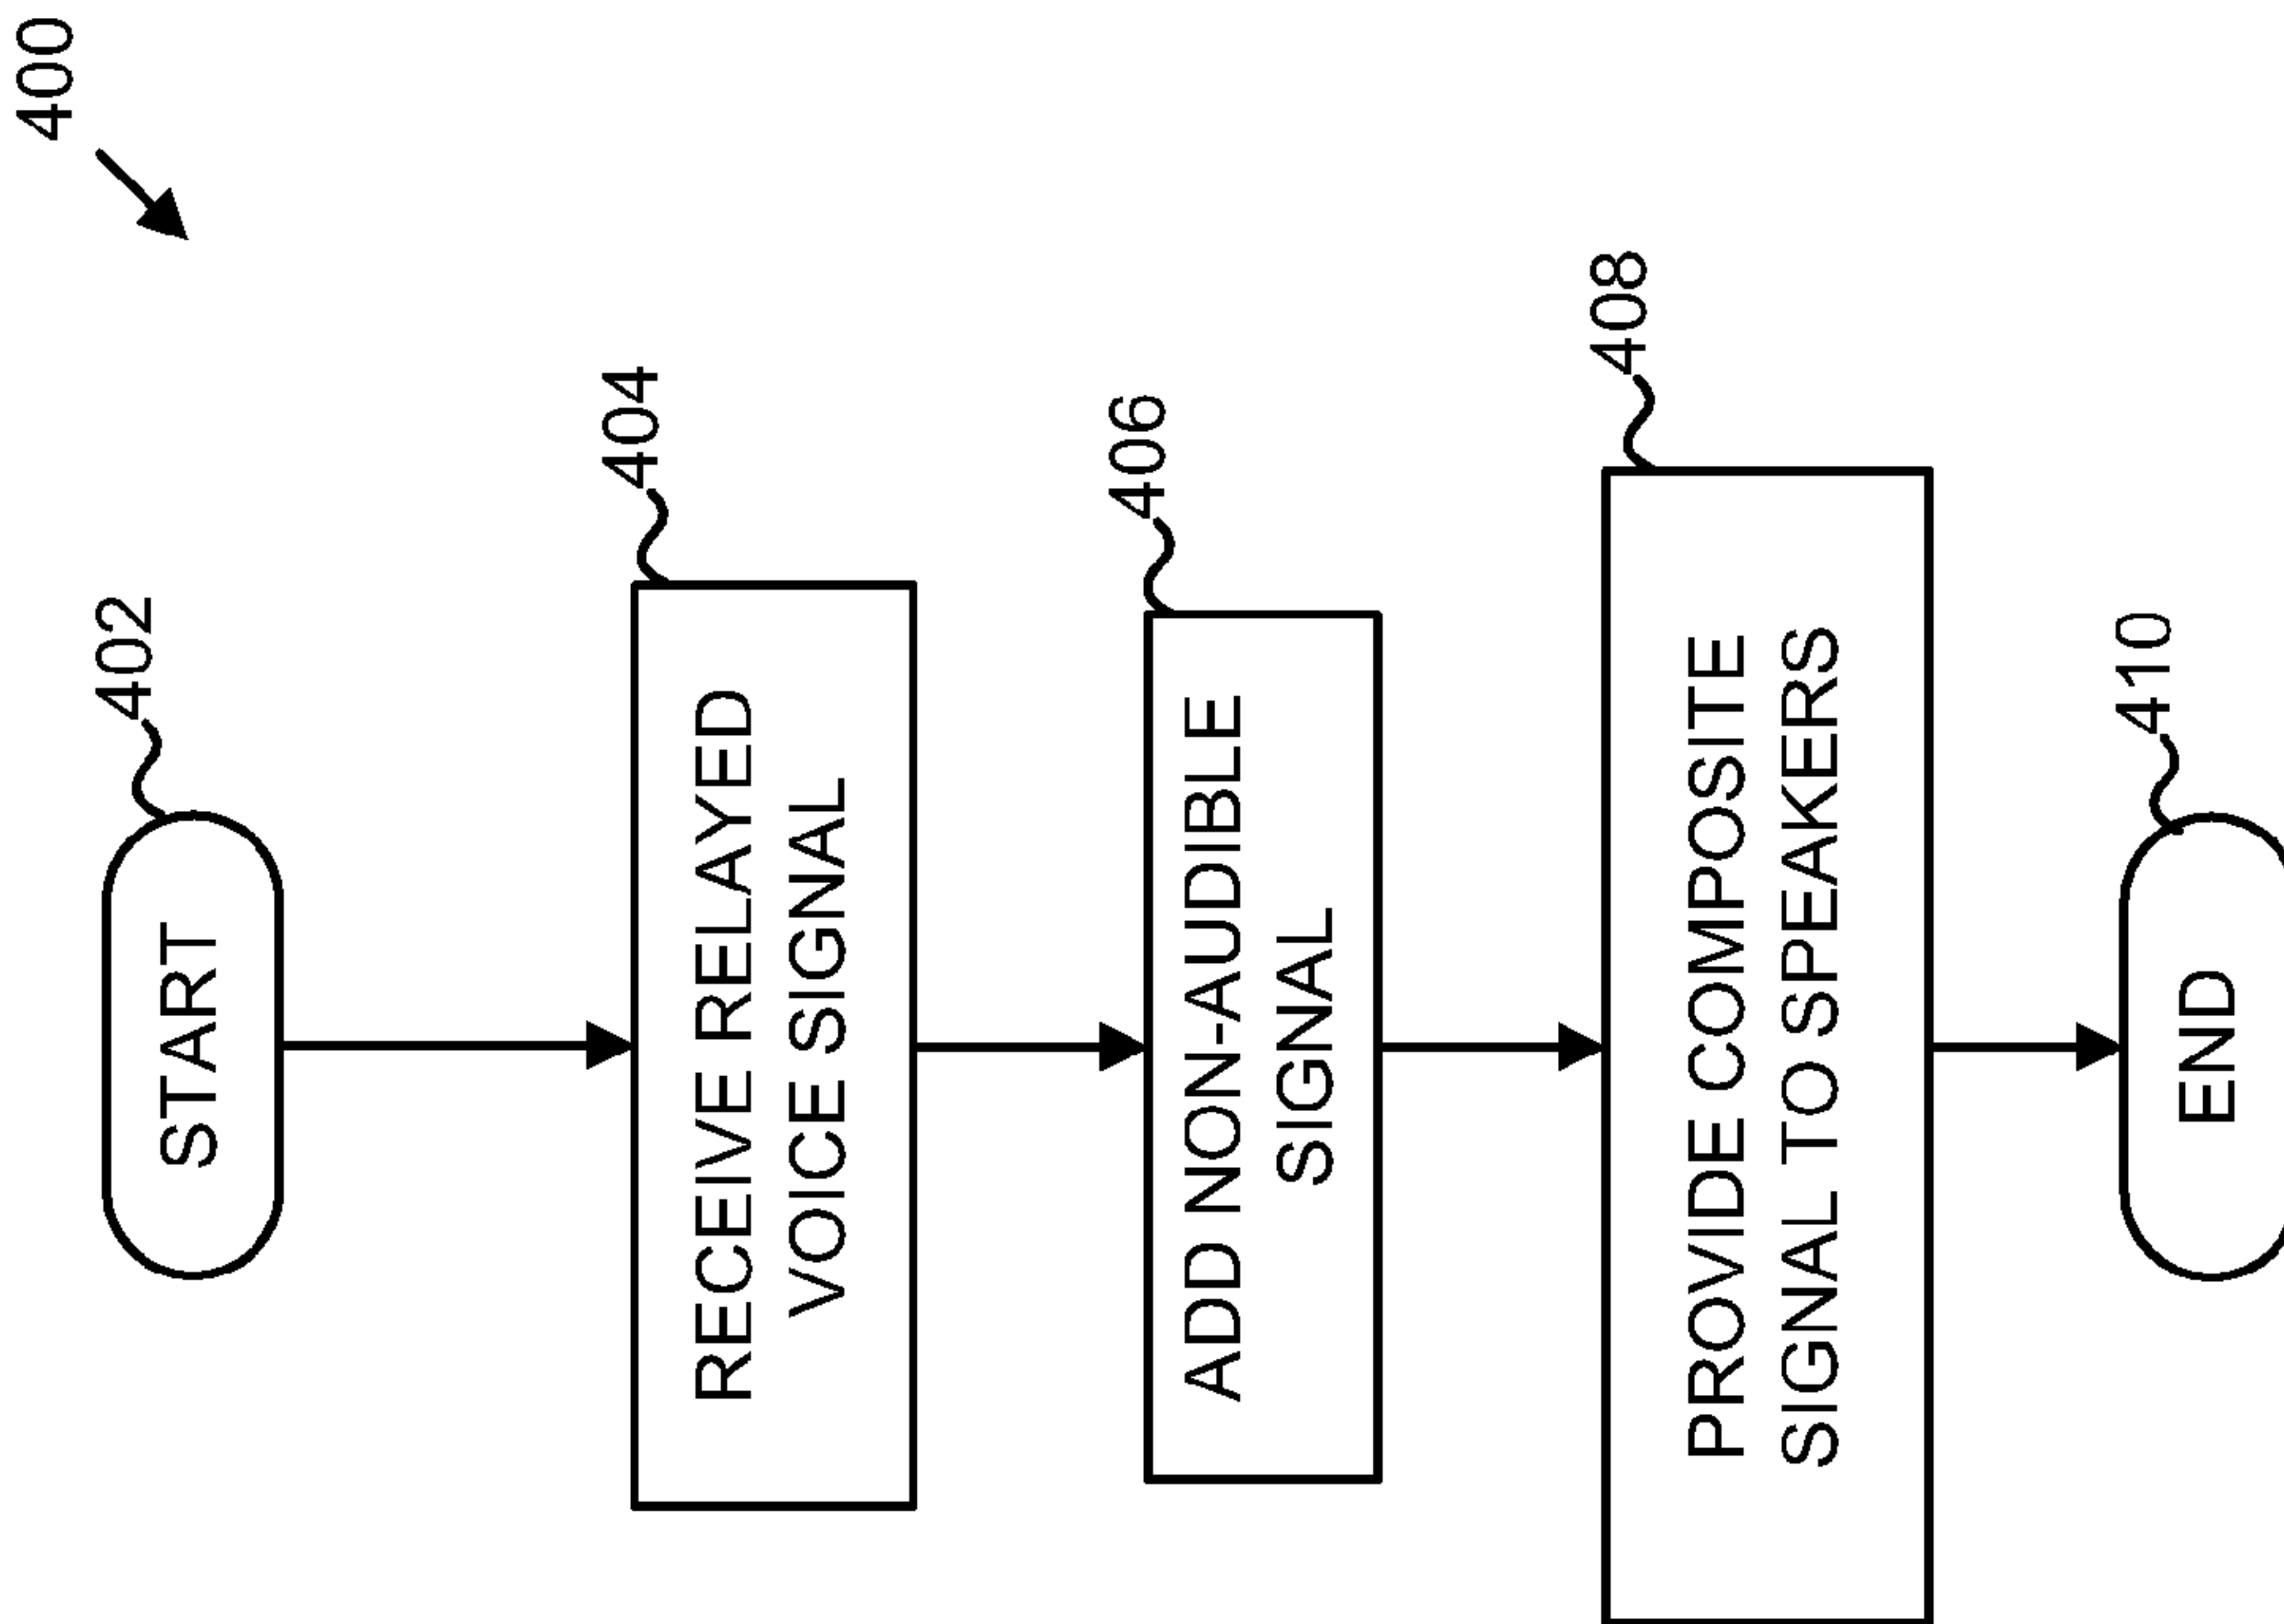 400
402
START
404
RECEIVE RELAYED
VOICE SIGNAL
406
ADD NON-AUDIBLE
SIGNAL
408
PROVIDE COMPOSITE
SIGNAL TO SPEAKERS
410
END